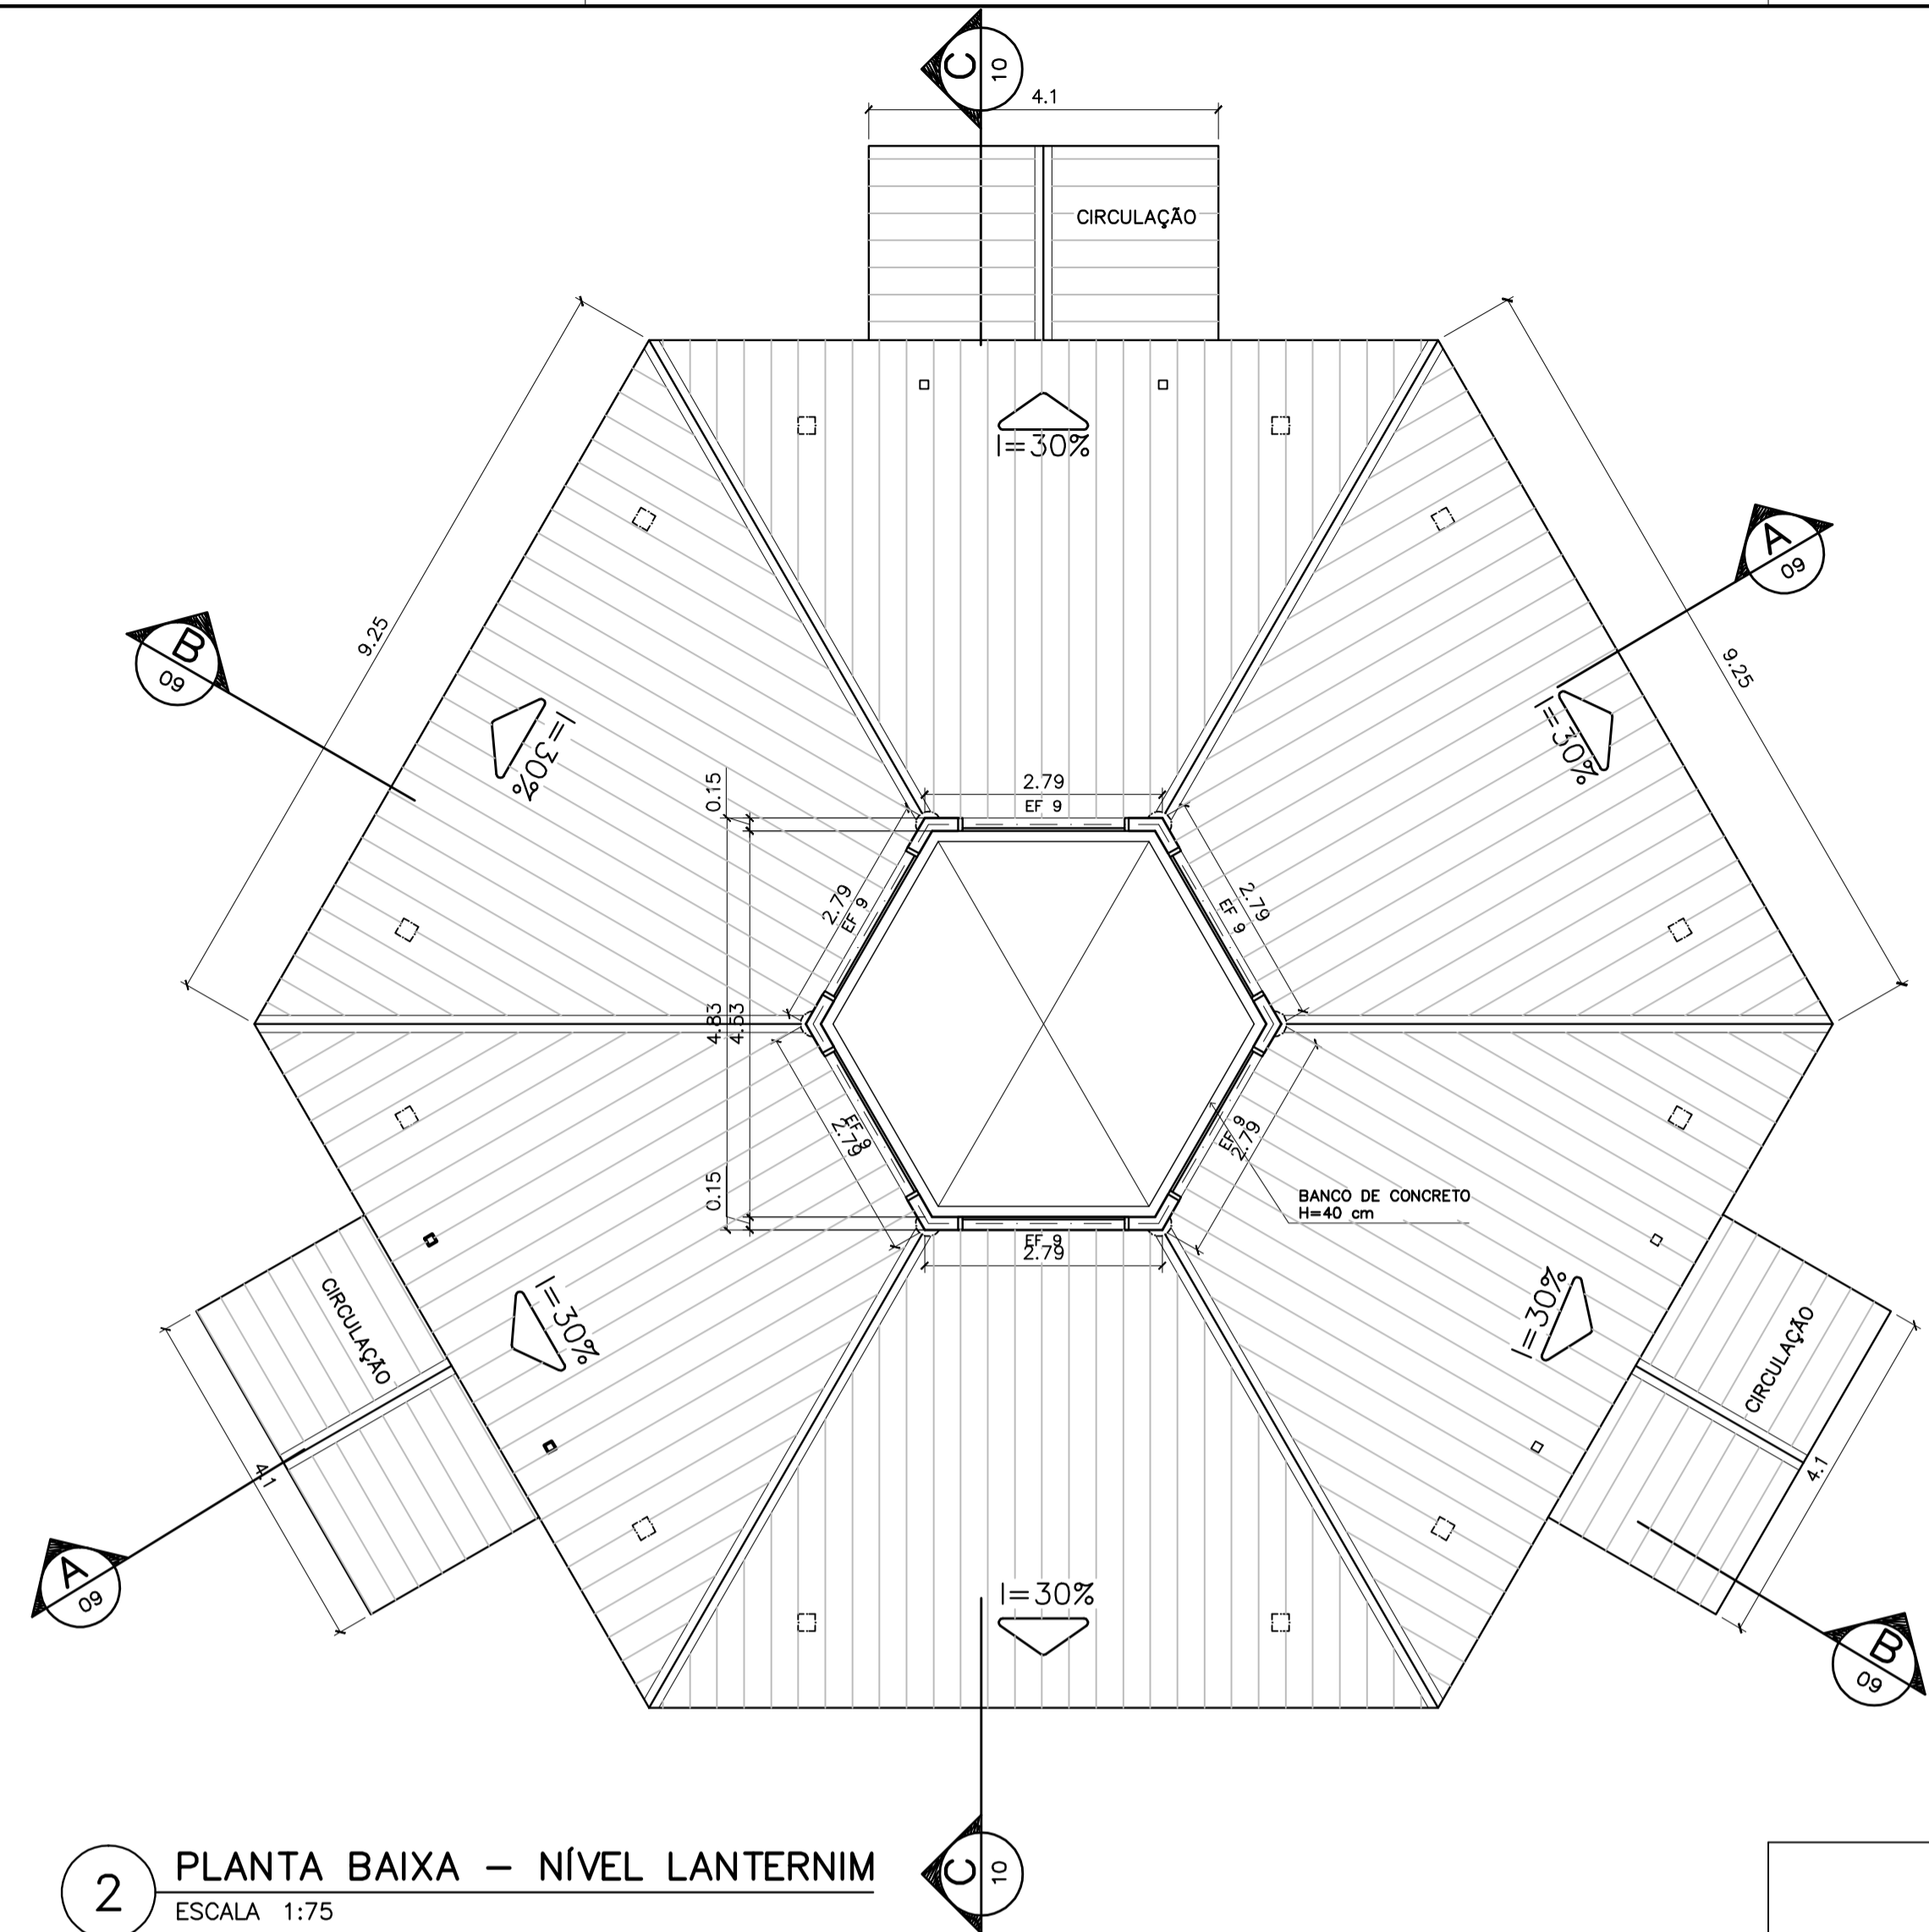 C
10
4.1
CIRCULAÇÃO
I=30%
9.25
9.25
A
09
B
09
I=30%
I=30%
0.15
2.79
EF 9
2.79
EF 9
2.79
EF 9
4.83
4.53
EF 9
2.79
EF 9
2.79
0.15
BANCO DE CONCRETO
H=40 cm
EF 9
2.79
CIRCULAÇÃO
I=30%
I=30%
CIRCULAÇÃO
4.1
4.1
A
09
I=30%
B
09
2
PLANTA BAIXA – NÍVEL LANTERNIM
ESCALA 1:75
C
10